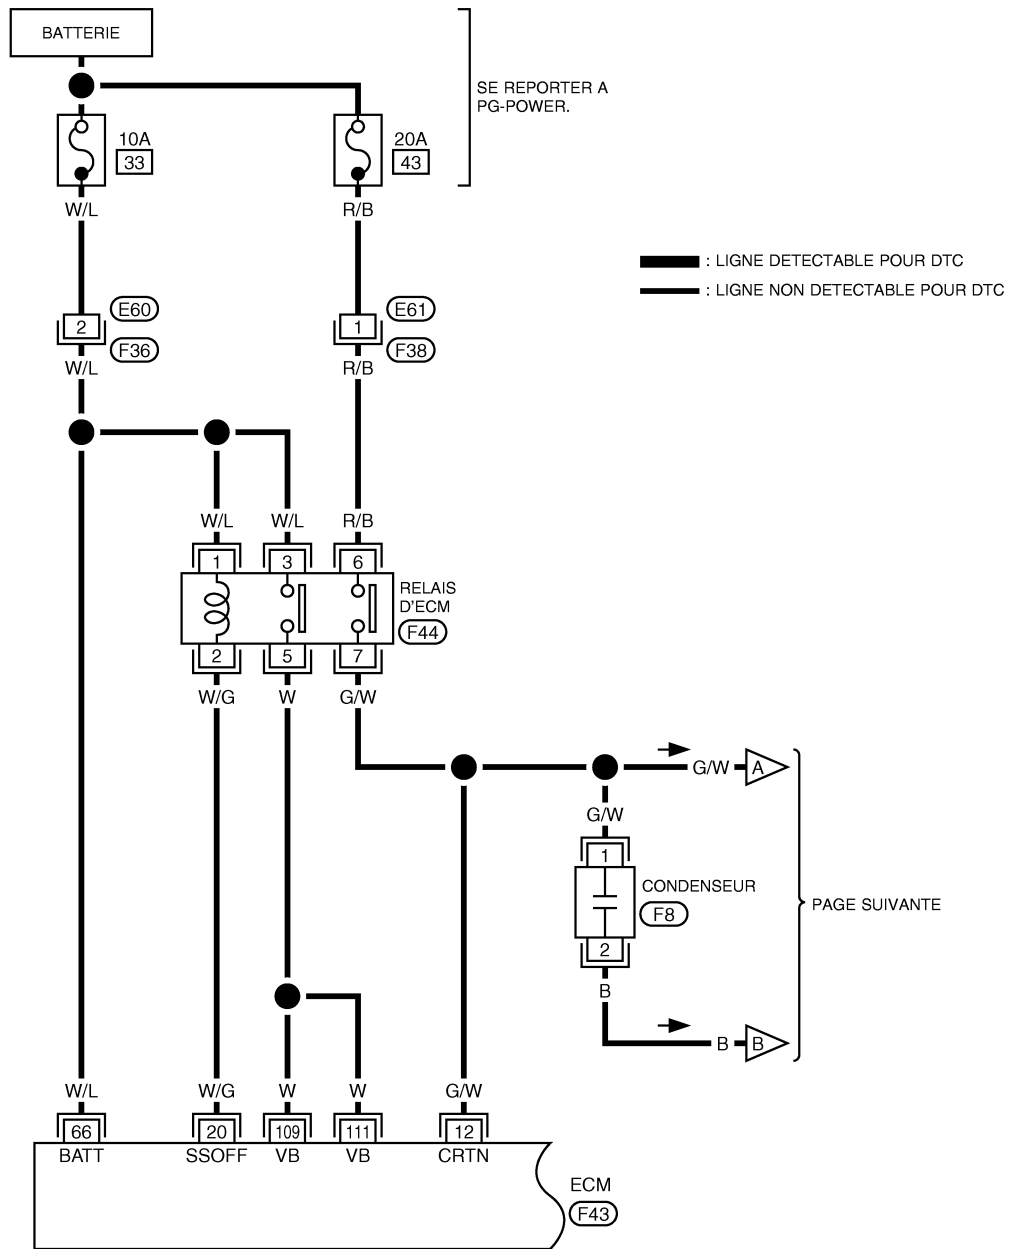 BATTERIE
SE REPORTER A
PG-POWER.
10A
33
20A
43
W/L
R/B
: LIGNE DETECTABLE POUR DTC
: LIGNE NON DETECTABLE POUR DTC
E60
E61
2
1
F36
F38
W/L
R/B
W/L
W/L
R/B
1
3
6
RELAIS
D'ECM
F44
2
5
7
W/G
W
G/W
G/W
A
G/W
1
CONDENSEUR
F8
PAGE SUIVANTE
2
B
B
B
W/L
W/G
W
W
G/W
66
20
109
111
12
BATT
SSOFF
VB
VB
CRTN
ECM
F43